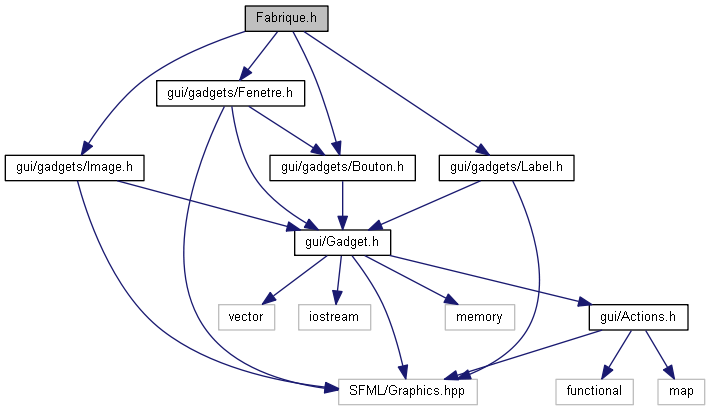 Fabrique.h
gui/gadgets/Fenetre.h
gui/gadgets/Image.h
gui/gadgets/Bouton.h
gui/gadgets/Label.h
gui/Gadget.h
vector
iostream
memory
gui/Actions.h
SFML/Graphics.hpp
functional
map